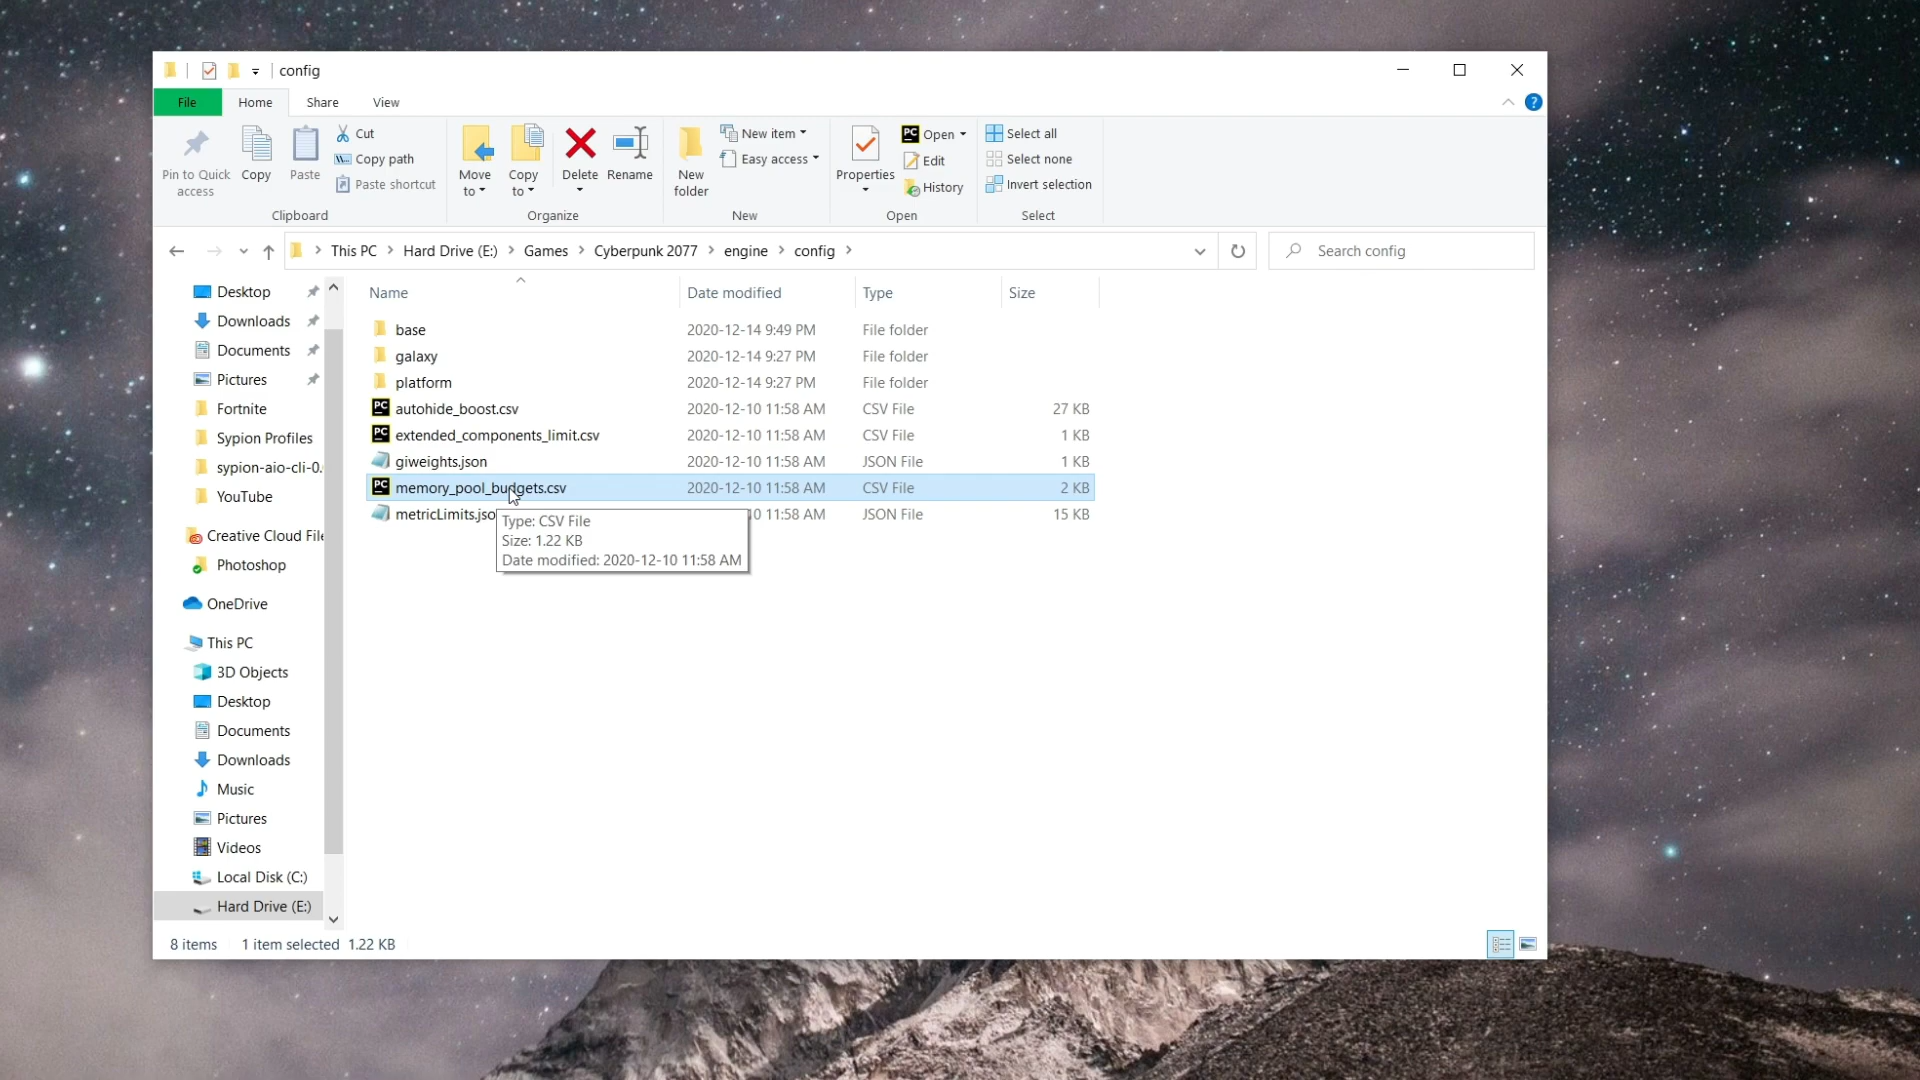 config
File Home Share View
Pin to Quick access
Copy
Paste
Cut
Copy path
Paste shortcut
Clipboard
Move to
Copy to
Delete
Rename
Organize
New folder
New item
Easy access
New
Properties
PC Open
Edit
History
Open
Select all
Select none
Invert selection
Select
This PC > Hard Drive (E:) > Games > Cyberpunk 2077 > engine > config >
Search config
Desktop
Downloads
Documents
Pictures
Fortnite
Sypion Profiles
sypion-aio-cli-0.
YouTube
Creative Cloud File
Photoshop
OneDrive
This PC
3D Objects
Desktop
Documents
Downloads
Music
Pictures
Videos
Local Disk (C:)
Hard Drive (E:)
Name Date modified Type Size
base 2020-12-14 9:49 PM File folder
galaxy 2020-12-14 9:27 PM File folder
platform 2020-12-14 9:27 PM File folder
PC autohide_boost.csv 2020-12-10 11:58 AM CSV File 27 KB
PC extended_components_limit.csv 2020-12-10 11:58 AM CSV File 1 KB
giweights.json 2020-12-10 11:58 AM JSON File 1 KB
PC memory_pool_budgets.csv 2020-12-10 11:58 AM CSV File 2 KB
metricLimits.jso 0 11:58 AM JSON File 15 KB
Type: CSV File
Size: 1.22 KB
Date modified: 2020-12-10 11:58 AM
8 items 1 item selected 1.22 KB